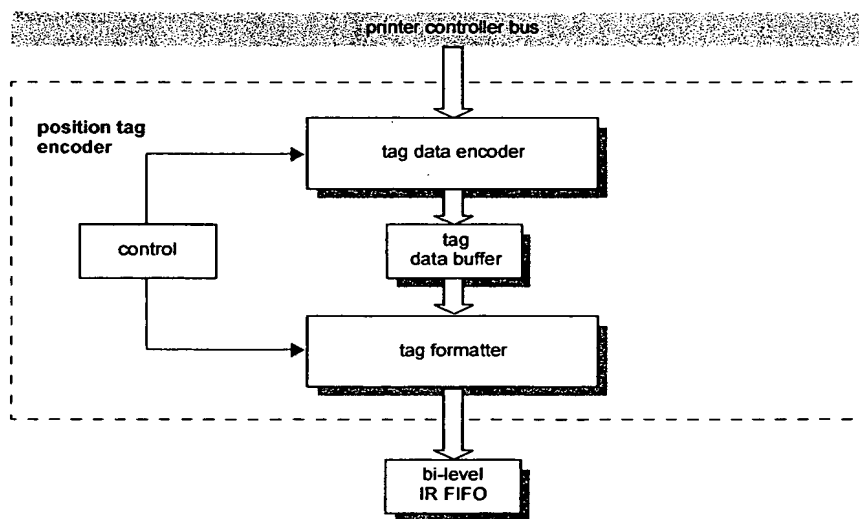 printer controller bus
position tag
encoder
tag data encoder
control
tag
data buffer
tag formatter
bi-level
IR FIFO